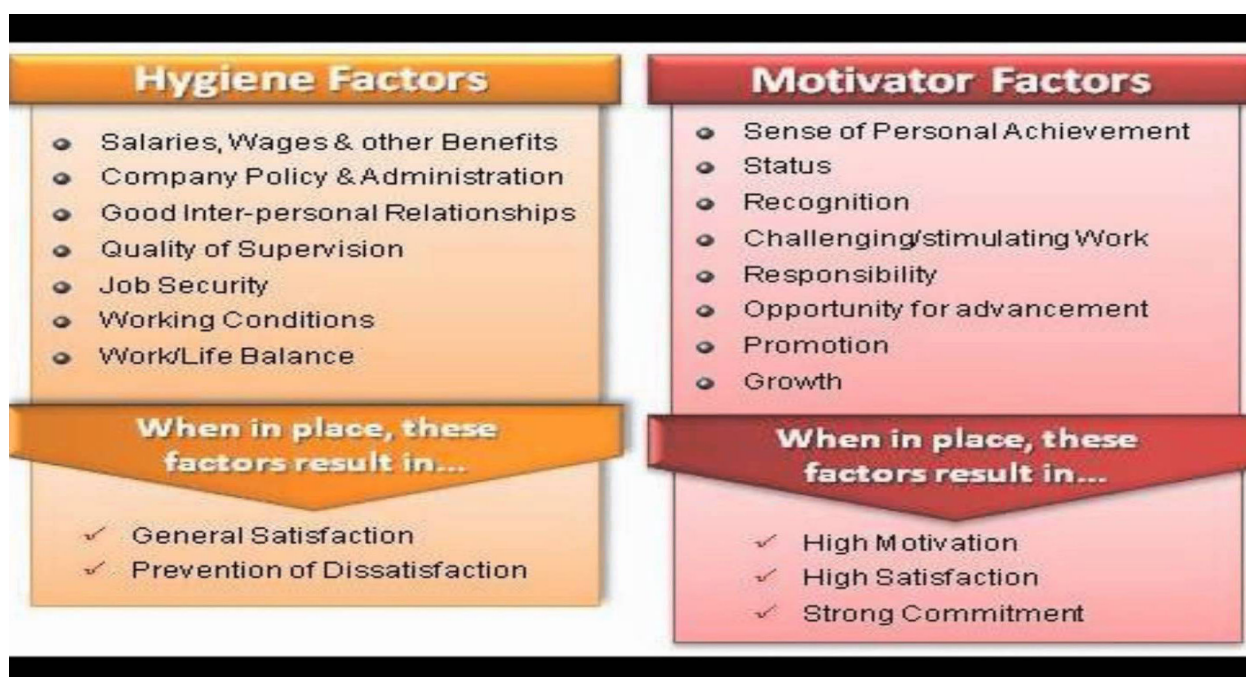 Hygiene Factors
Salaries, Wages & other Benefits
Company Policy & Administration
Good Inter-personal Relationships
Quality of Supervision
Job Security
Working Conditions
Work/Life Balance
When in place, these
factors result in...
General Satisfaction
Prevention of Dissatisfaction
Motivator Factors
Sense of Personal Achievement
Status
Recognition
Challenging/stimulating Work
Responsibility
Opportunity for advancement
Promotion
Growth
When in place, these
factors result in...
High Motivation
High Satisfaction
Strong Commitment